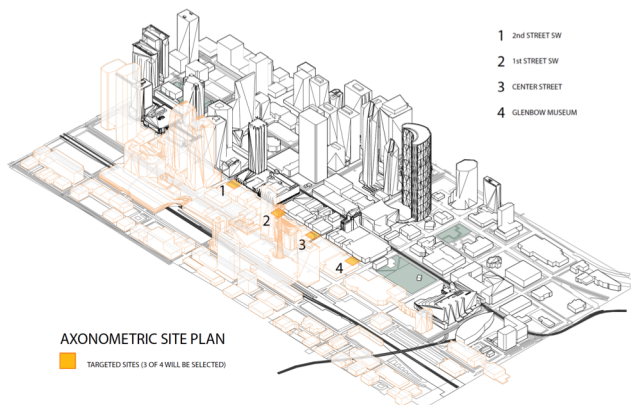 1 2nd STREET SW
2 1st STREET SW
3 CENTER STREET
4 GLENBOW MUSEUM
1
2
3
4
AXONOMETRIC SITE PLAN
TARGETED SITES (3 OF 4 WILL BE SELECTED)